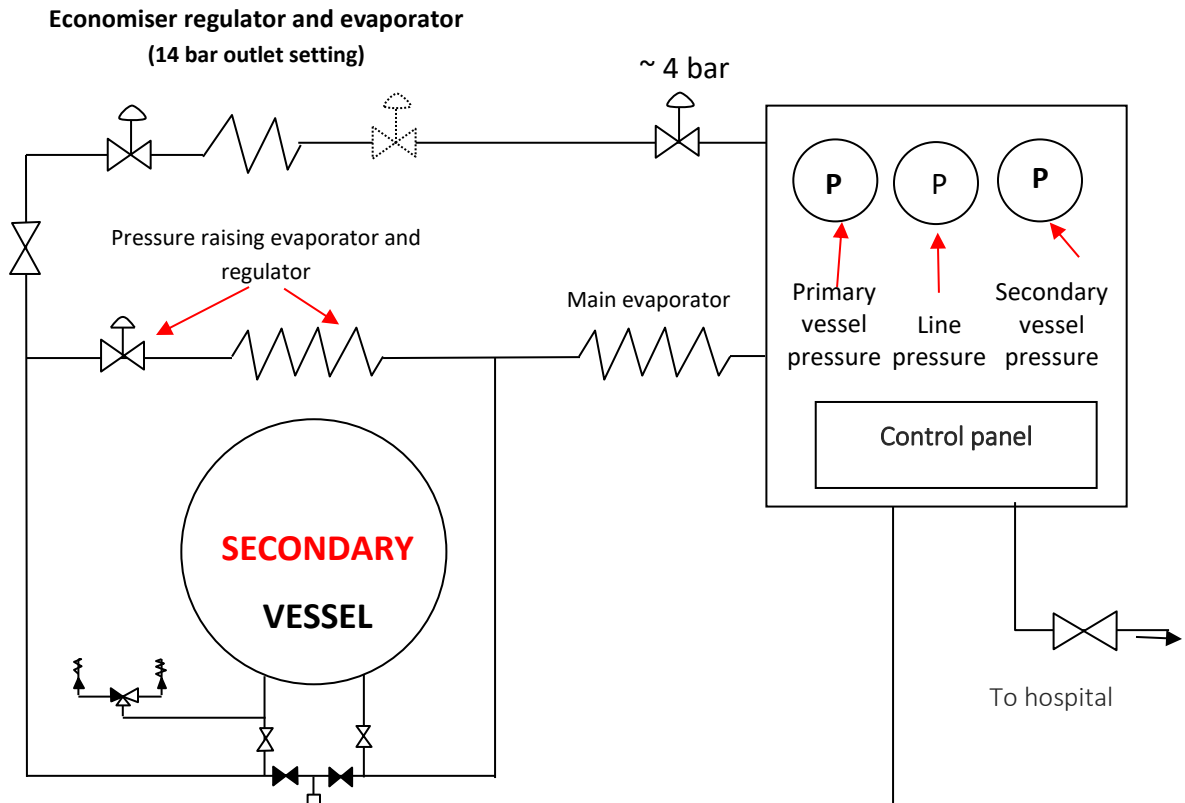 Economiser regulator and evaporator
(14 bar outlet setting)
~ 4 bar
P
P
P
Pressure raising evaporator and
regulator
Main evaporator
Primary
vessel
pressure
Line
pressure
Secondary
vessel
pressure
Control panel
SECONDARY
VESSEL
To hospital